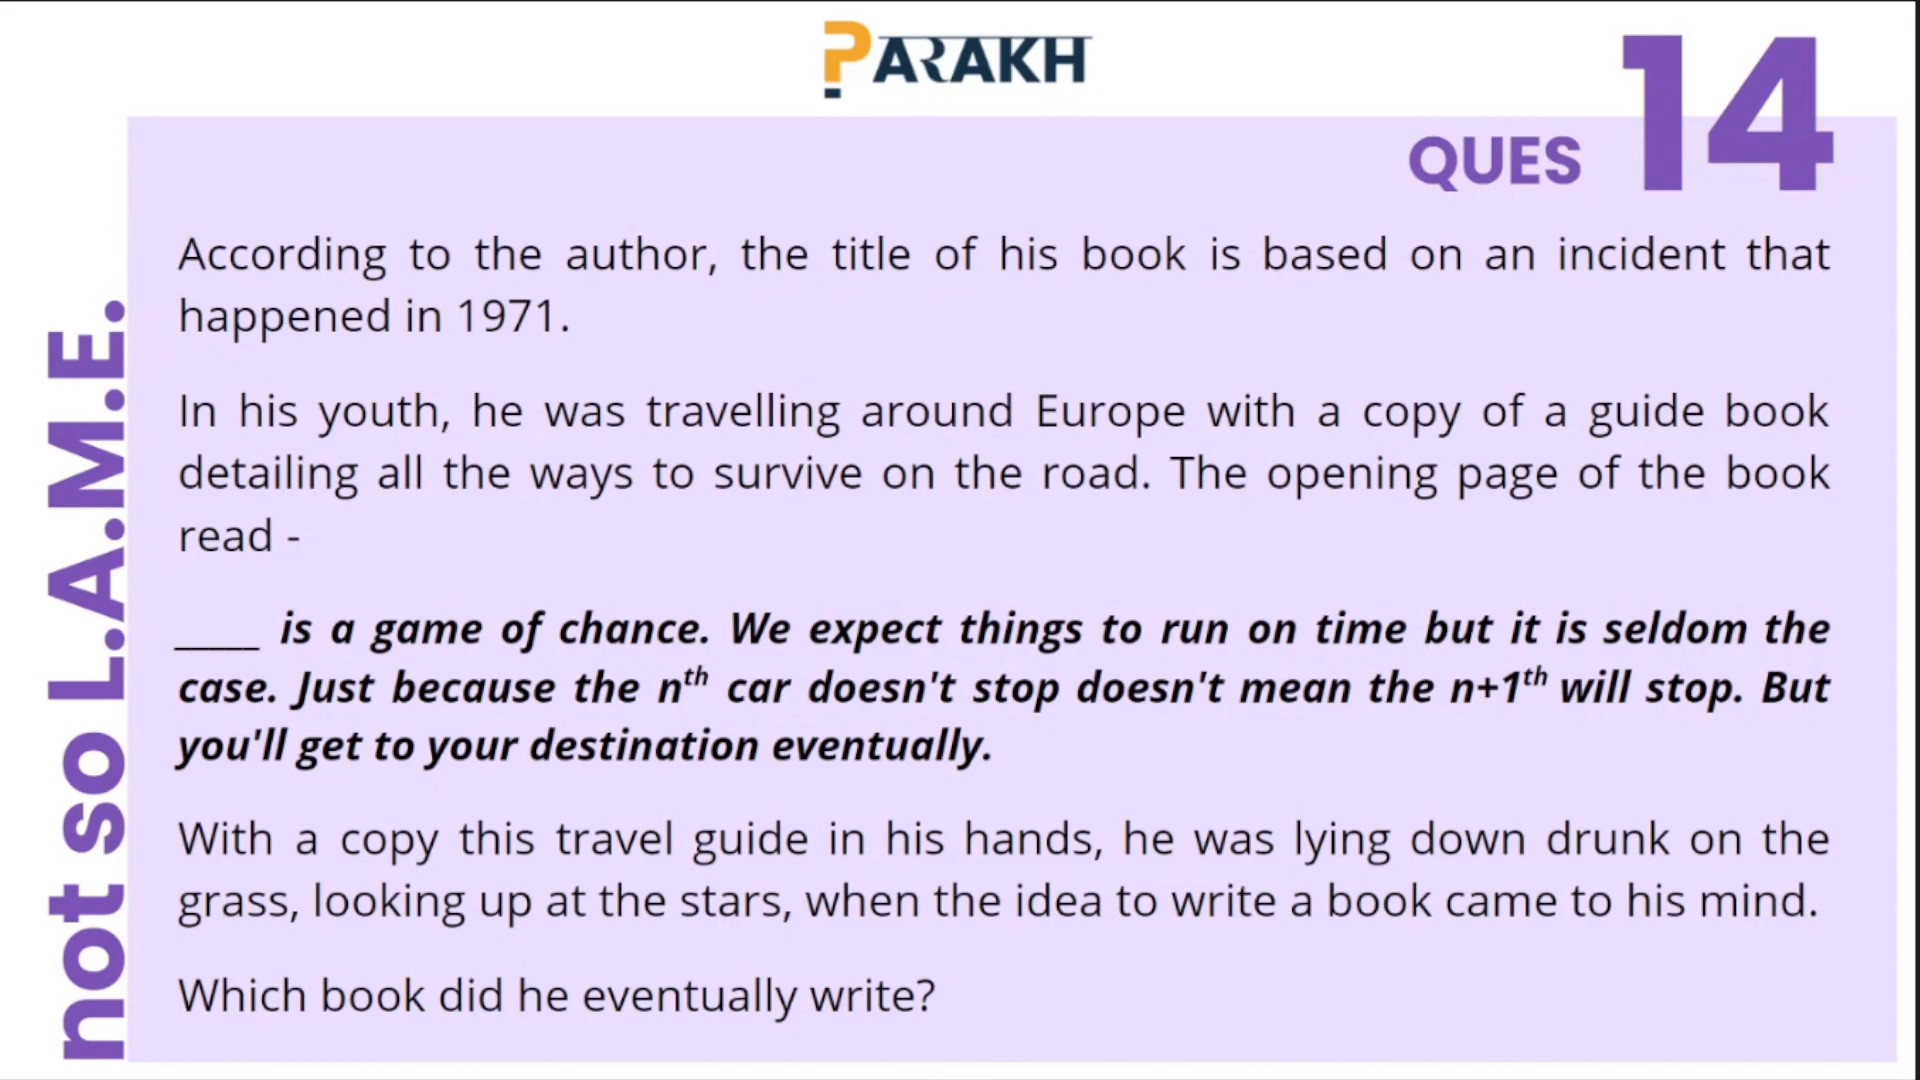 PARAKH
QUES 14
not so L.A.M.E.
According to the author, the title of his book is based on an incident that
happened in 1971.
In his youth, he was travelling around Europe with a copy of a guide book
detailing all the ways to survive on the road. The opening page of the book
read -
_____ is a game of chance. We expect things to run on time but it is seldom the
case. Just because the nth car doesn't stop doesn't mean the n+1th will stop. But
you'll get to your destination eventually.
With a copy this travel guide in his hands, he was lying down drunk on the
grass, looking up at the stars, when the idea to write a book came to his mind.
Which book did he eventually write?